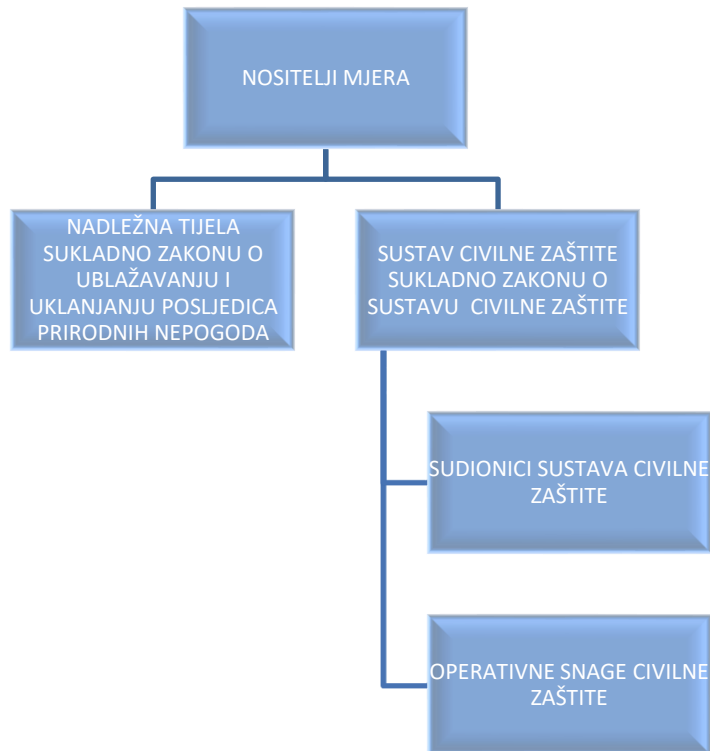 NOSITELJI MJERA
NADLEŽNA TIJELA
SUKLADNO ZAKONU O
UBLAŽAVANJU I
UKLANJANJU POSLJEDICA
PRIRODNIH NEPOGODA
SUSTAV CIVILNE ZAŠTITE
SUKLADNO ZAKONU O
SUSTAVU CIVILNE ZAŠTITE
SUDIONICI SUSTAVA CIVILNE
ZAŠTITE
OPERATIVNE SNAGE CIVILNE
ZAŠTITE